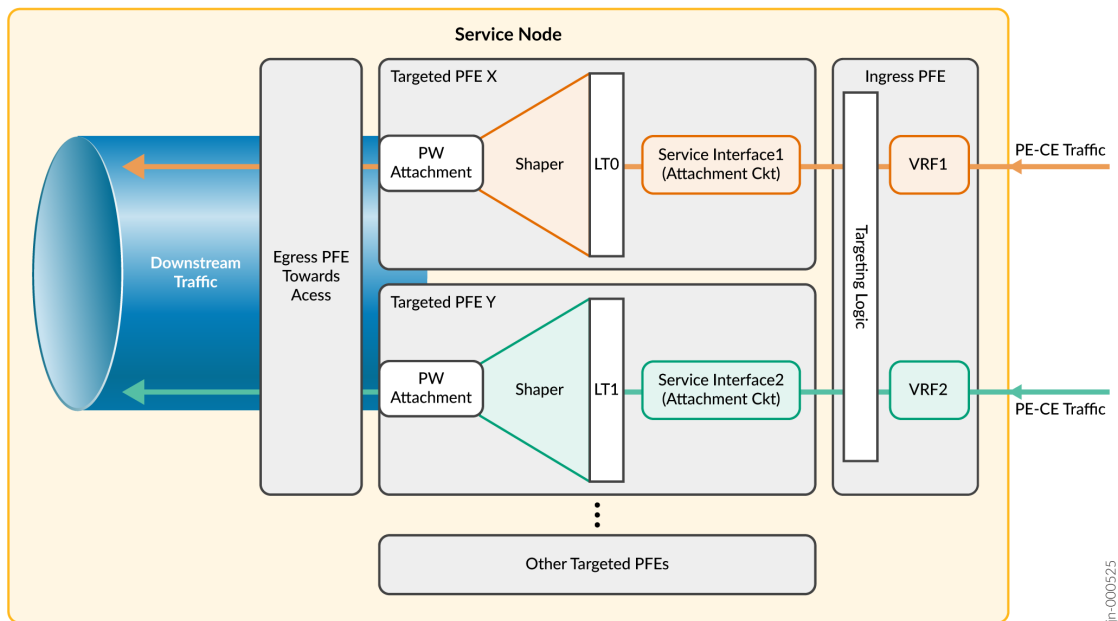 Service Node
Targeted PFE X
Ingress PFE
PW
Attachment
Shaper
LT0
Service Interface1
(Attachment Ckt)
VRF1
PE-CE Traffic
Downstream
Traffic
Egress PFE
Towards
Acess
Targeting Logic
Targeted PFE Y
PW
Attachment
Shaper
LT1
Service Interface2
(Attachment Ckt)
VRF2
PE-CE Traffic
Other Targeted PFEs